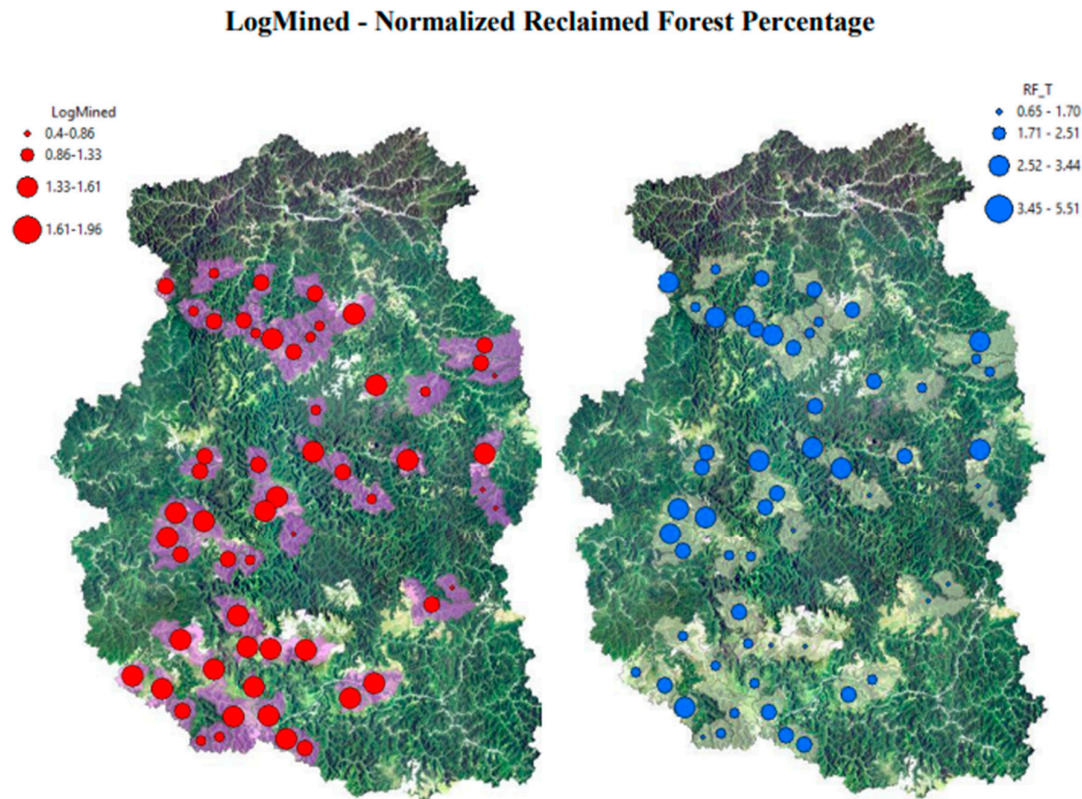 LogMined - Normalized Reclaimed Forest Percentage
LogMined
0.4-0.86
0.86-1.33
1.33-1.61
1.61-1.96
RF_T
0.65 - 1.70
1.71 - 2.51
2.52 - 3.44
3.45 - 5.51